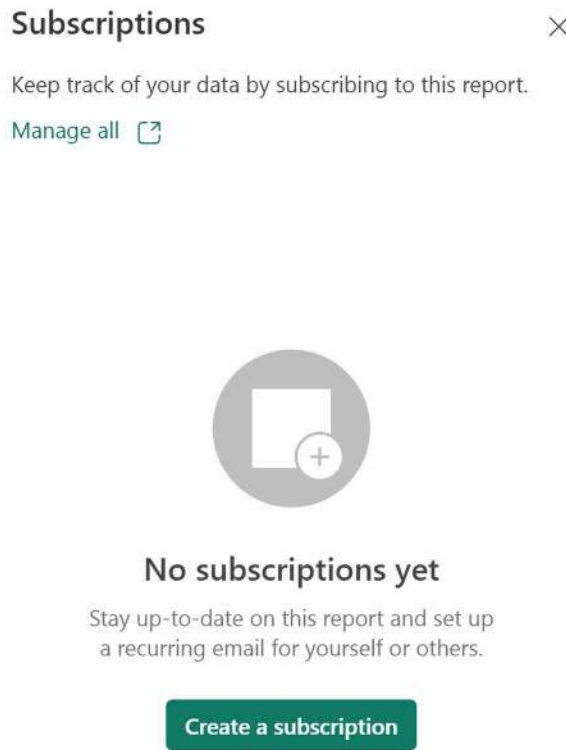 Subscriptions
Keep track of your data by subscribing to this report.
Manage all
No subscriptions yet
Stay up-to-date on this report and set up
a recurring email for yourself or others.
Create a subscription